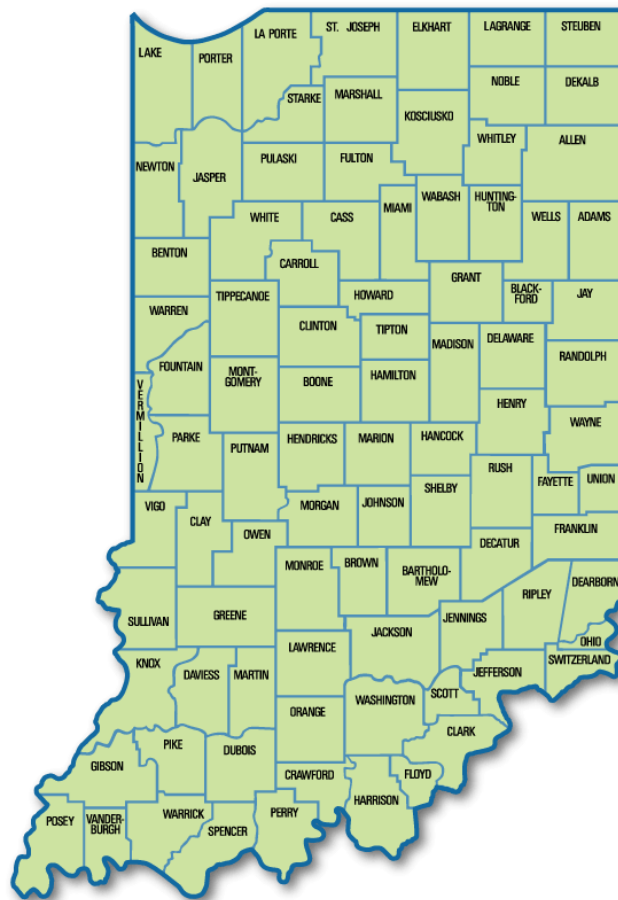 LAKE
PORTER
LA PORTE
ST. JOSEPH
ELKHART
LAGRANGE
STEUBEN
STARKE
MARSHALL
KOSCIUSKO
NOBLE
DEKALB
WHITLEY
ALLEN
NEWTON
JASPER
PULASKI
FULTON
MIAMI
WABASH
HUNTING-
TON
WELLS
ADAMS
WHITE
CASS
BENTON
CARROLL
GRANT
BLACK-
FORD
JAY
WARREN
TIPPECANOE
HOWARD
CLINTON
TIPTON
MADISON
DELAWARE
RANDOLPH
FOUNTAIN
VERMILLION
MONT-
GOMERY
BOONE
HAMILTON
HENRY
WAYNE
PARKE
PUTNAM
HENDRICKS
MARION
HANCOCK
RUSH
FAYETTE
UNION
VIGO
CLAY
OWEN
MORGAN
JOHNSON
SHELBY
DECATUR
FRANKLIN
MONROE
BROWN
BARTHOLO-
MEW
RIPLEY
DEARBORN
SULLIVAN
GREENE
JACKSON
JENNINGS
OHIO
SWITZERLAND
KNOX
DAVIESS
MARTIN
LAWRENCE
WASHINGTON
SCOTT
JEFFERSON
ORANGE
CLARK
GIBSON
PIKE
DUBOIS
CRAWFORD
HARRISON
FLOYD
POSEY
VANDER-
BURGH
WARRICK
SPENCER
PERRY